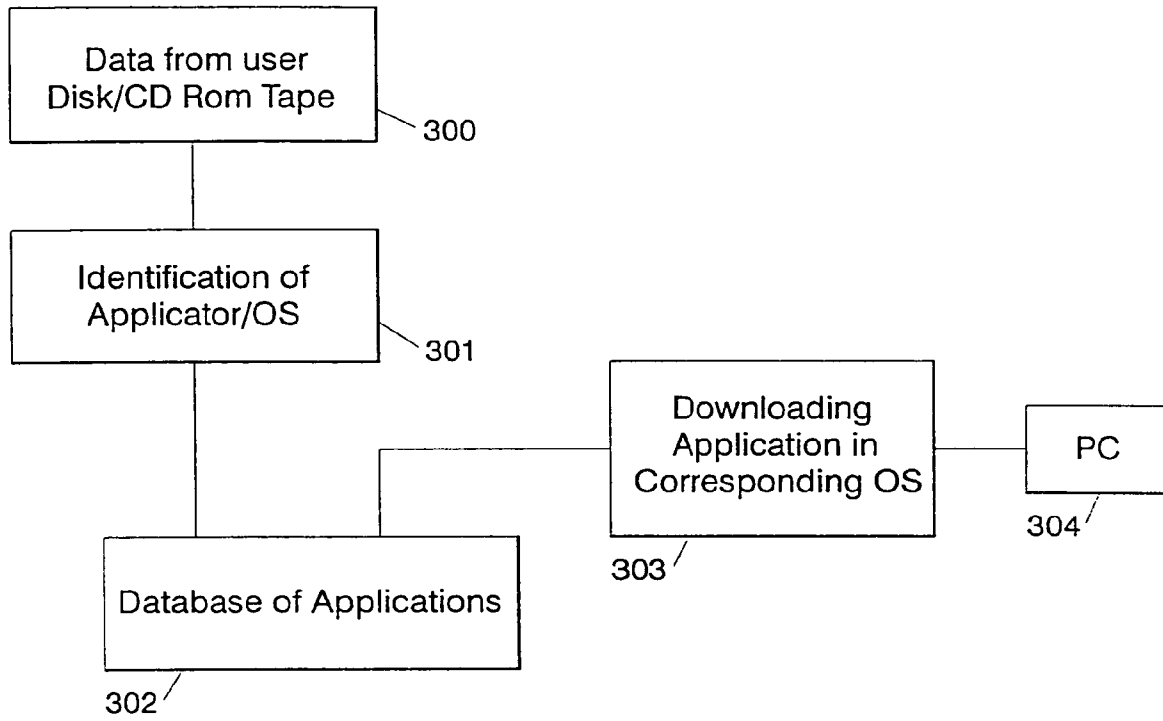 Data from user
Disk/CD Rom Tape
300
Identification of
Applicator/OS
301
Downloading
Application in
Corresponding OS
303
PC
304
Database of Applications
302